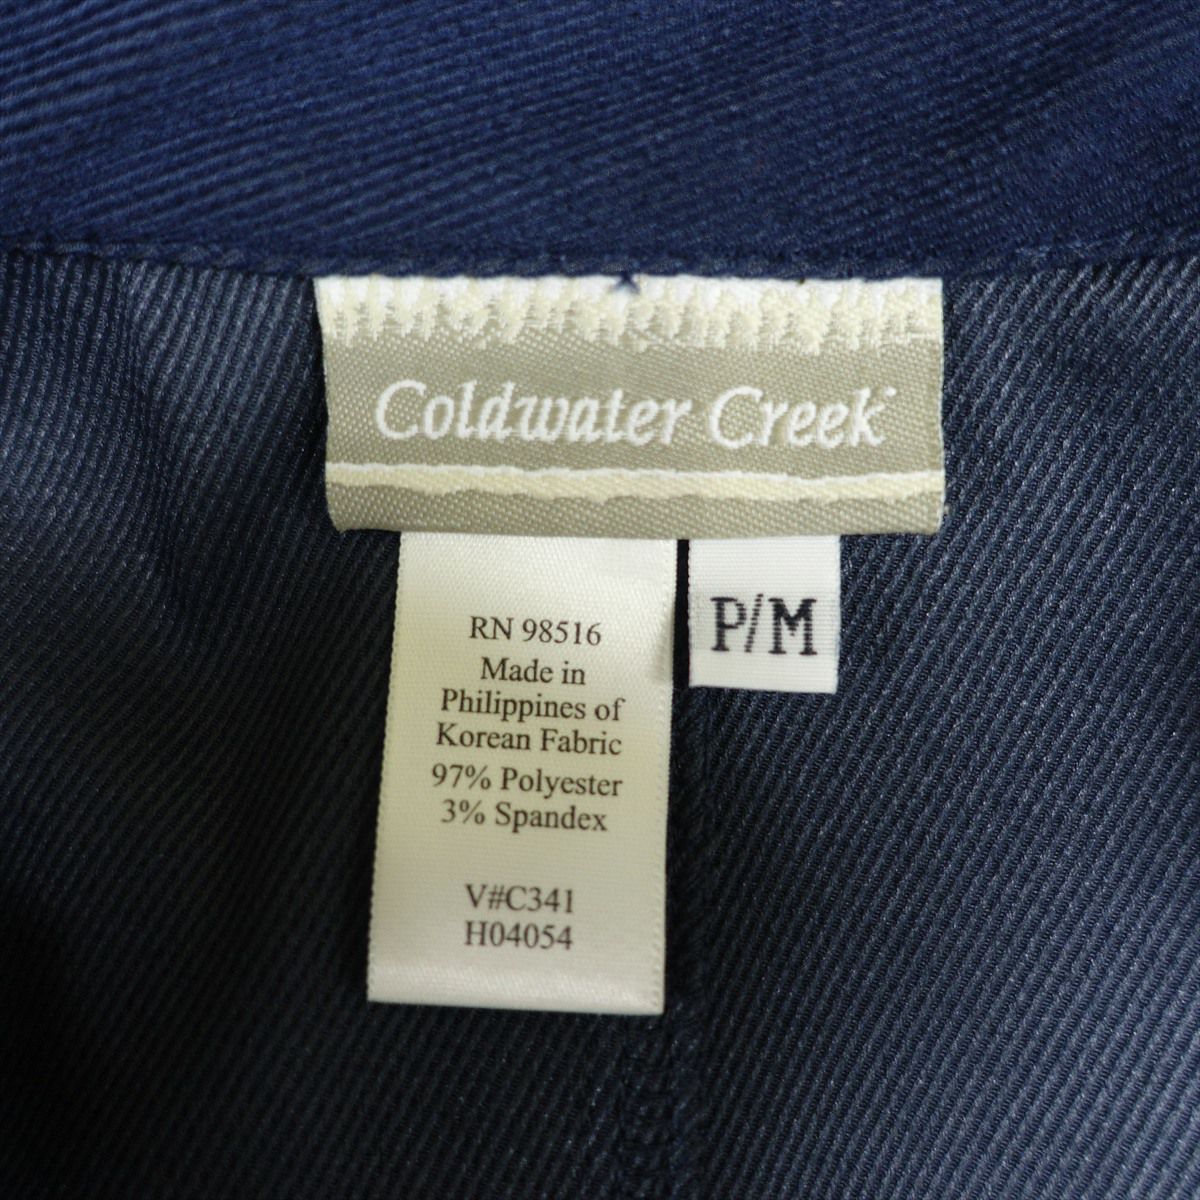 Coldwater Creek
P/M
RN 98516
Made in
Philippines of
Korean Fabric
97% Polyester
3% Spandex
V#C341
H04054